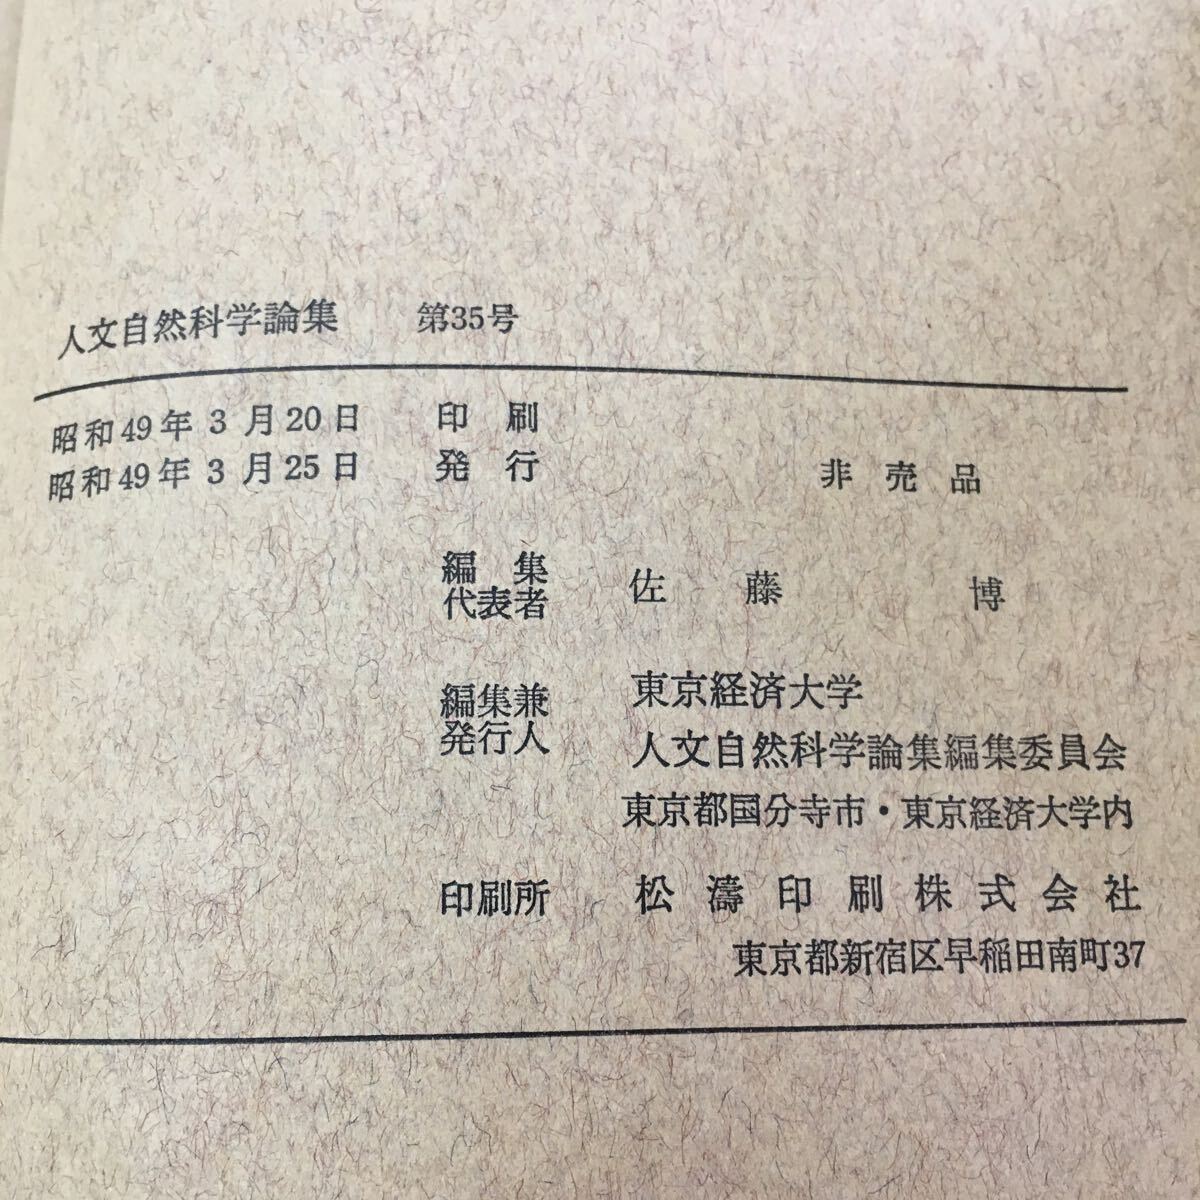 人文自然科学論集 第35号
昭和49年3月20日 印刷
昭和49年3月25日 発行
非売品
編集代表者 佐藤博
編集兼発行人 東京経済大学
人文自然科学論集編集委員会
東京都国分寺市・東京経済大学内
印刷所 松濤印刷株式会社
東京都新宿区早稲田南町37